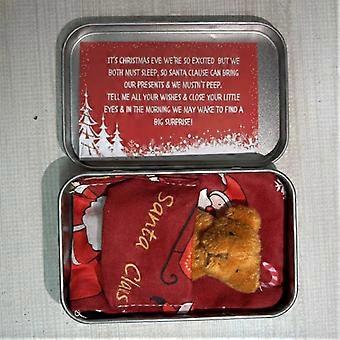 IT'S CHRISTMAS EVE WE'RE SO EXCITED BUT WE
BOTH MUST SLEEP, SO SANTA CLAUSE CAN BRING
OUR PRESENTS & WE MUSTN'T PEEP.
TELL ME ALL YOUR WISHES & CLOSE YOUR LITTLE
EYES & IN THE MORNING WE MAY WAKE TO FIND A
BIG SURPRISE!
Santa Claus